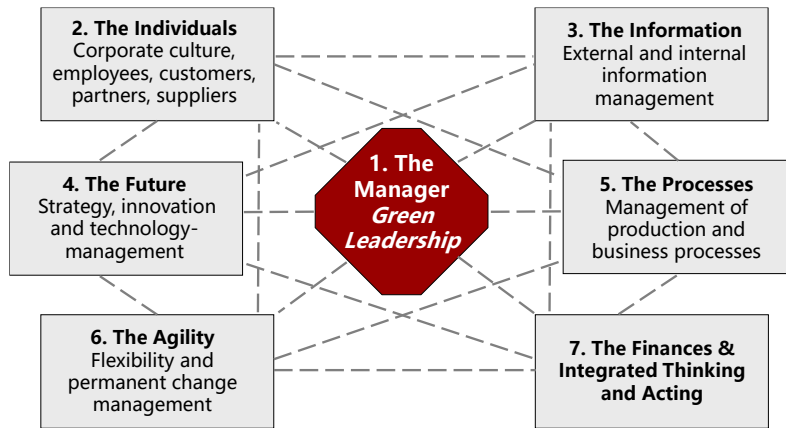 2. The Individuals
Corporate culture,
employees, customers,
partners, suppliers
3. The Information
External and internal
information
management
1. The
Manager
Green
Leadership
4. The Future
Strategy, innovation
and technology-
management
5. The Processes
Management of
production and
business processes
6. The Agility
Flexibility and
permanent change
management
7. The Finances &
Integrated Thinking
and Acting